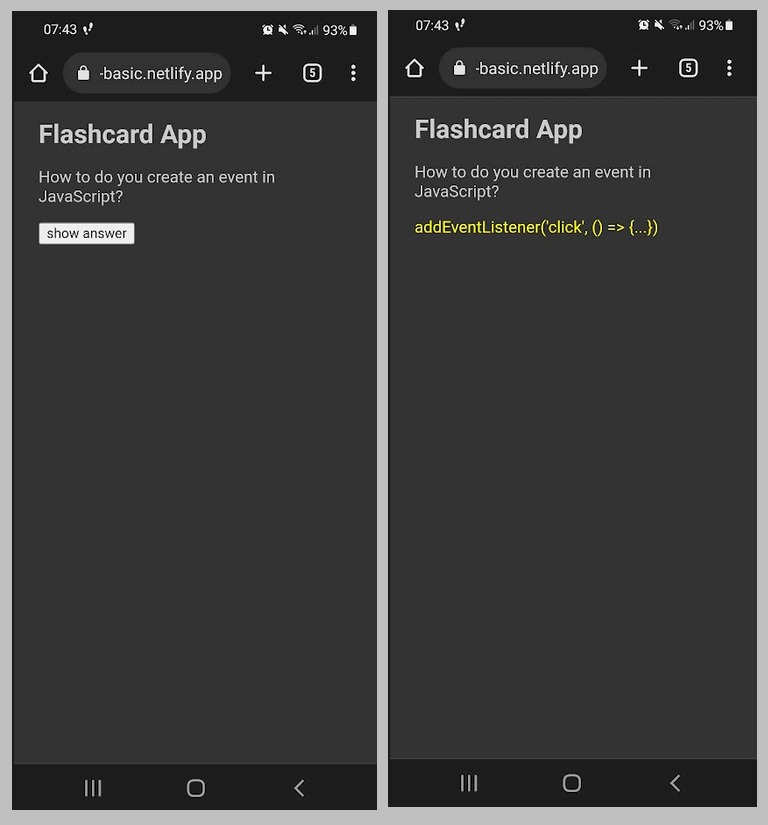 07:43
93%
-basic.netlify.app
5
Flashcard App
How to do you create an event in
JavaScript?
show answer
07:43
93%
-basic.netlify.app
5
Flashcard App
How to do you create an event in
JavaScript?
addEventListener('click', () => {...})